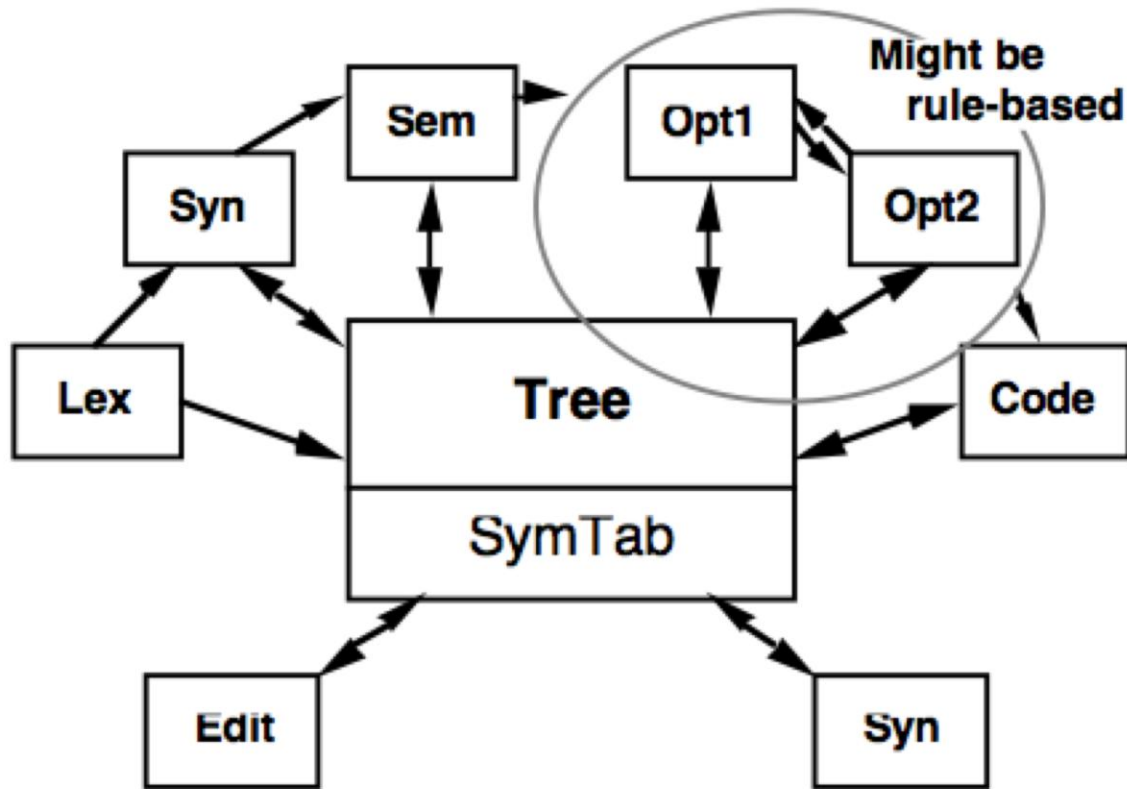 Might be
rule-based
Sem
Opt1
Syn
Opt2
Lex
Tree
Code
SymTab
Edit
Syn